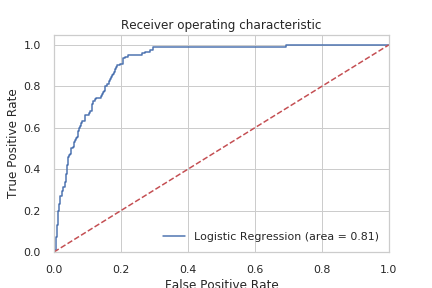 Receiver operating characteristic
1.0
0.8
0.6
0.4
0.2
0.0
True Positive Rate
Logistic Regression (area = 0.81)
0.0 0.2 0.4 0.6 0.8 1.0
False Positive Rate